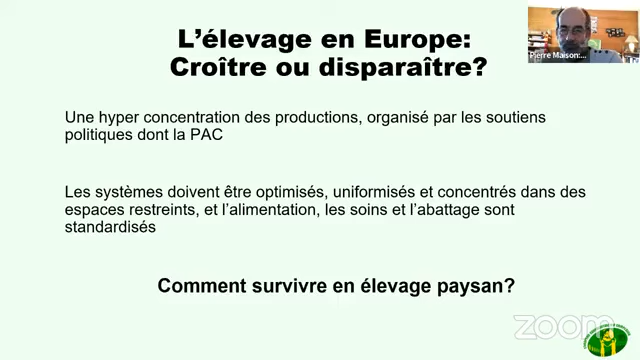 L’élevage en Europe:
Croître ou disparaître?
Pierre Maison:...
Une hyper concentration des productions, organisé par les soutiens
politiques dont la PAC
Les systèmes doivent être optimisés, uniformisés et concentrés dans des
espaces restreints, et l’alimentation, les soins et l’abattage sont
standardisés
Comment survivre en élevage paysan?
zoom